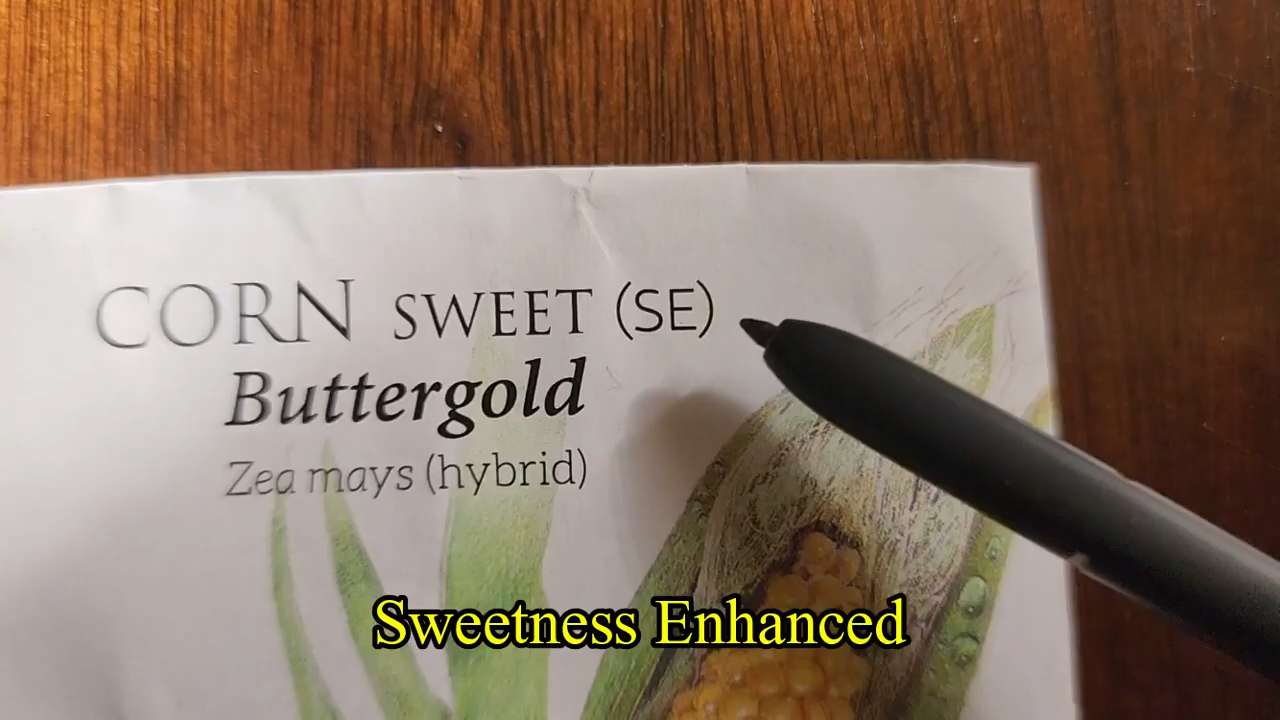 CORN SWEET (SE)
Buttergold
Zea mays (hybrid)
Sweetness Enhanced